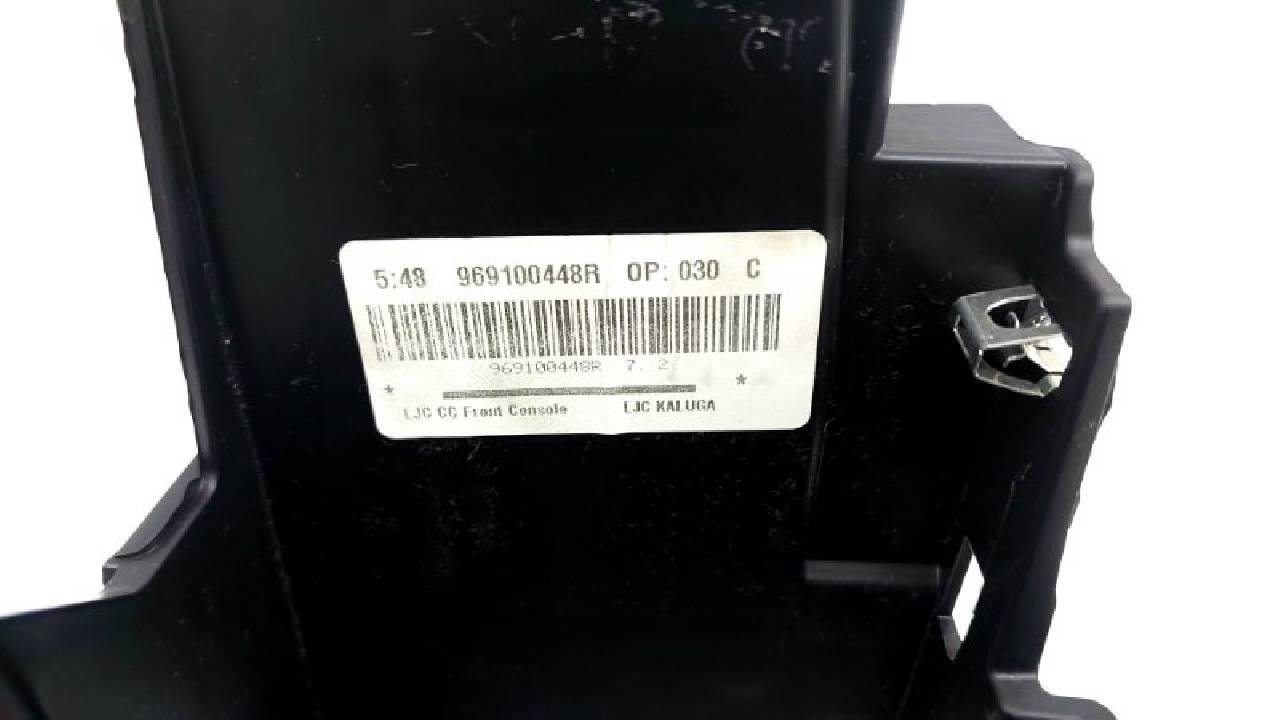 5:48 969100448R OP: 030 C
969100448R 7. 2
* *
LJC CC Front Console LJC KALUGA